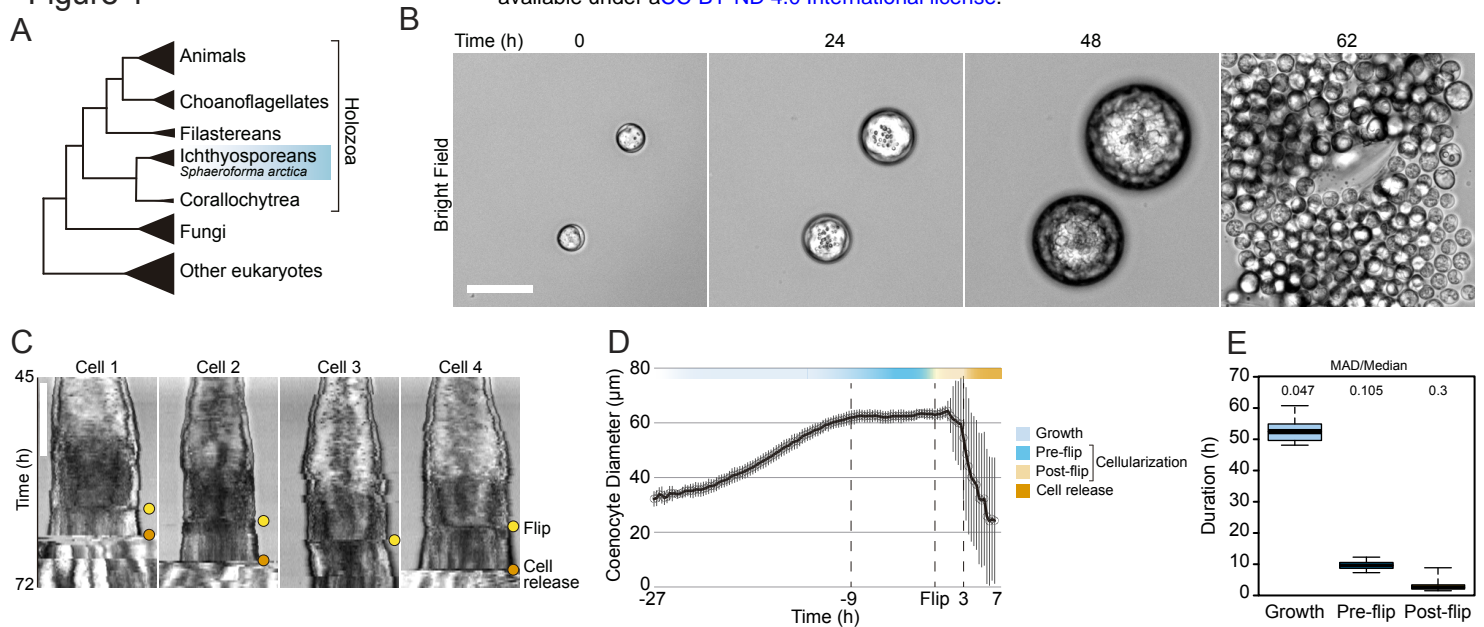 Figure 1
available under aCC-BY-ND 4.0 International license.
A
Animals
Choanoflagellates
Filastereans
Ichthyosporeans
Sphaeroforma arctica
Corallochytrea
Fungi
Other eukaryotes
Holozoa
B
Time (h) 0 24 48 62
Bright Field
C
Cell 1 Cell 2 Cell 3 Cell 4
45
Time (h)
72
Flip
Cell
release
D
Coenocyte Diameter (µm)
80
60
40
20
0
-27 -9 Flip 3 7
Time (h)
Growth
Pre-flip
Post-flip
Cellularization
Cell release
E
MAD/Median
0.047 0.105 0.3
Duration (h)
70
60
50
40
30
20
10
0
Growth Pre-flip Post-flip